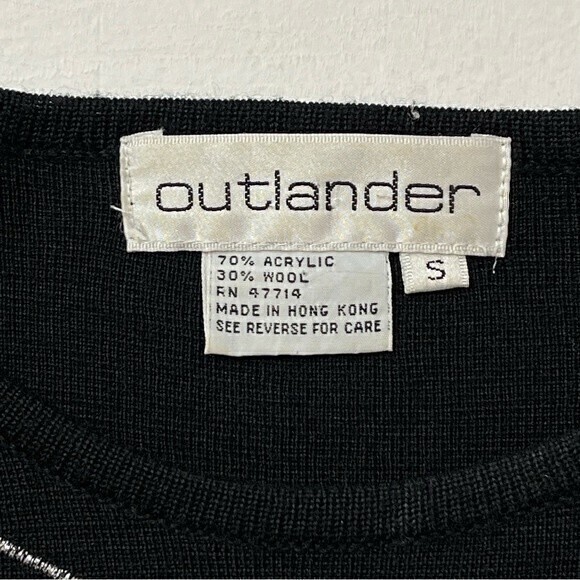 outlander
70% ACRYLIC
30% WOOL
RN 47714
MADE IN HONG KONG
SEE REVERSE FOR CARE
S